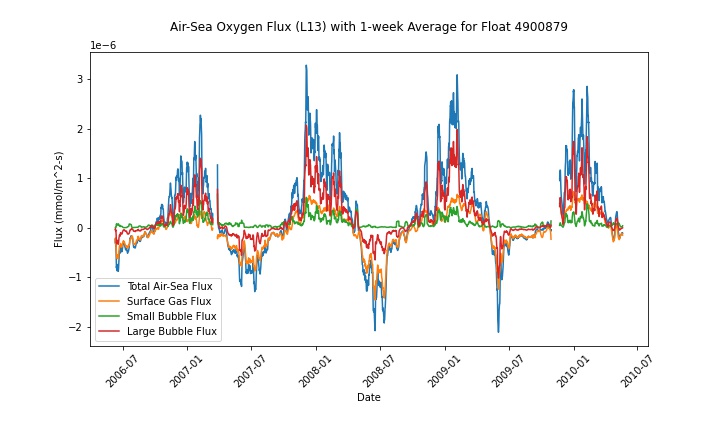 Air-Sea Oxygen Flux (L13) with 1-week Average for Float 4900879
1e−6
3
2
1
0
−1
−2
Flux (mmol/m^2-s)
Total Air-Sea Flux
Surface Gas Flux
Small Bubble Flux
Large Bubble Flux
2006-07
2007-01
2007-07
2008-01
2008-07
2009-01
2009-07
2010-01
2010-07
Date